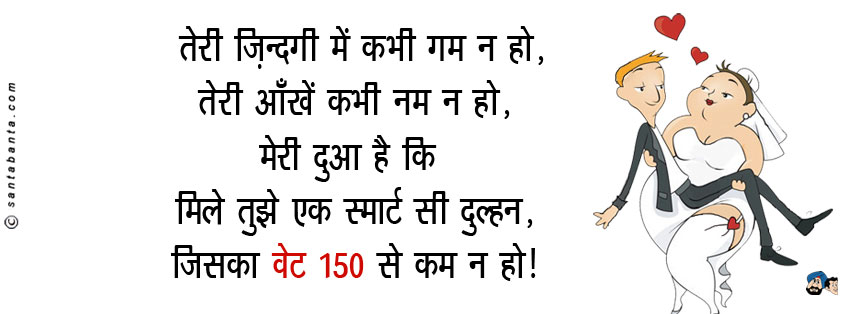 तेरी ज़िन्दगी में कभी गम न हो,
तेरी आँखें कभी नम न हो,
मेरी दुआ है कि
मिले तुझे एक स्मार्ट सी दुल्हन,
जिसका वेट 150 से कम न हो!
© santabanta.com